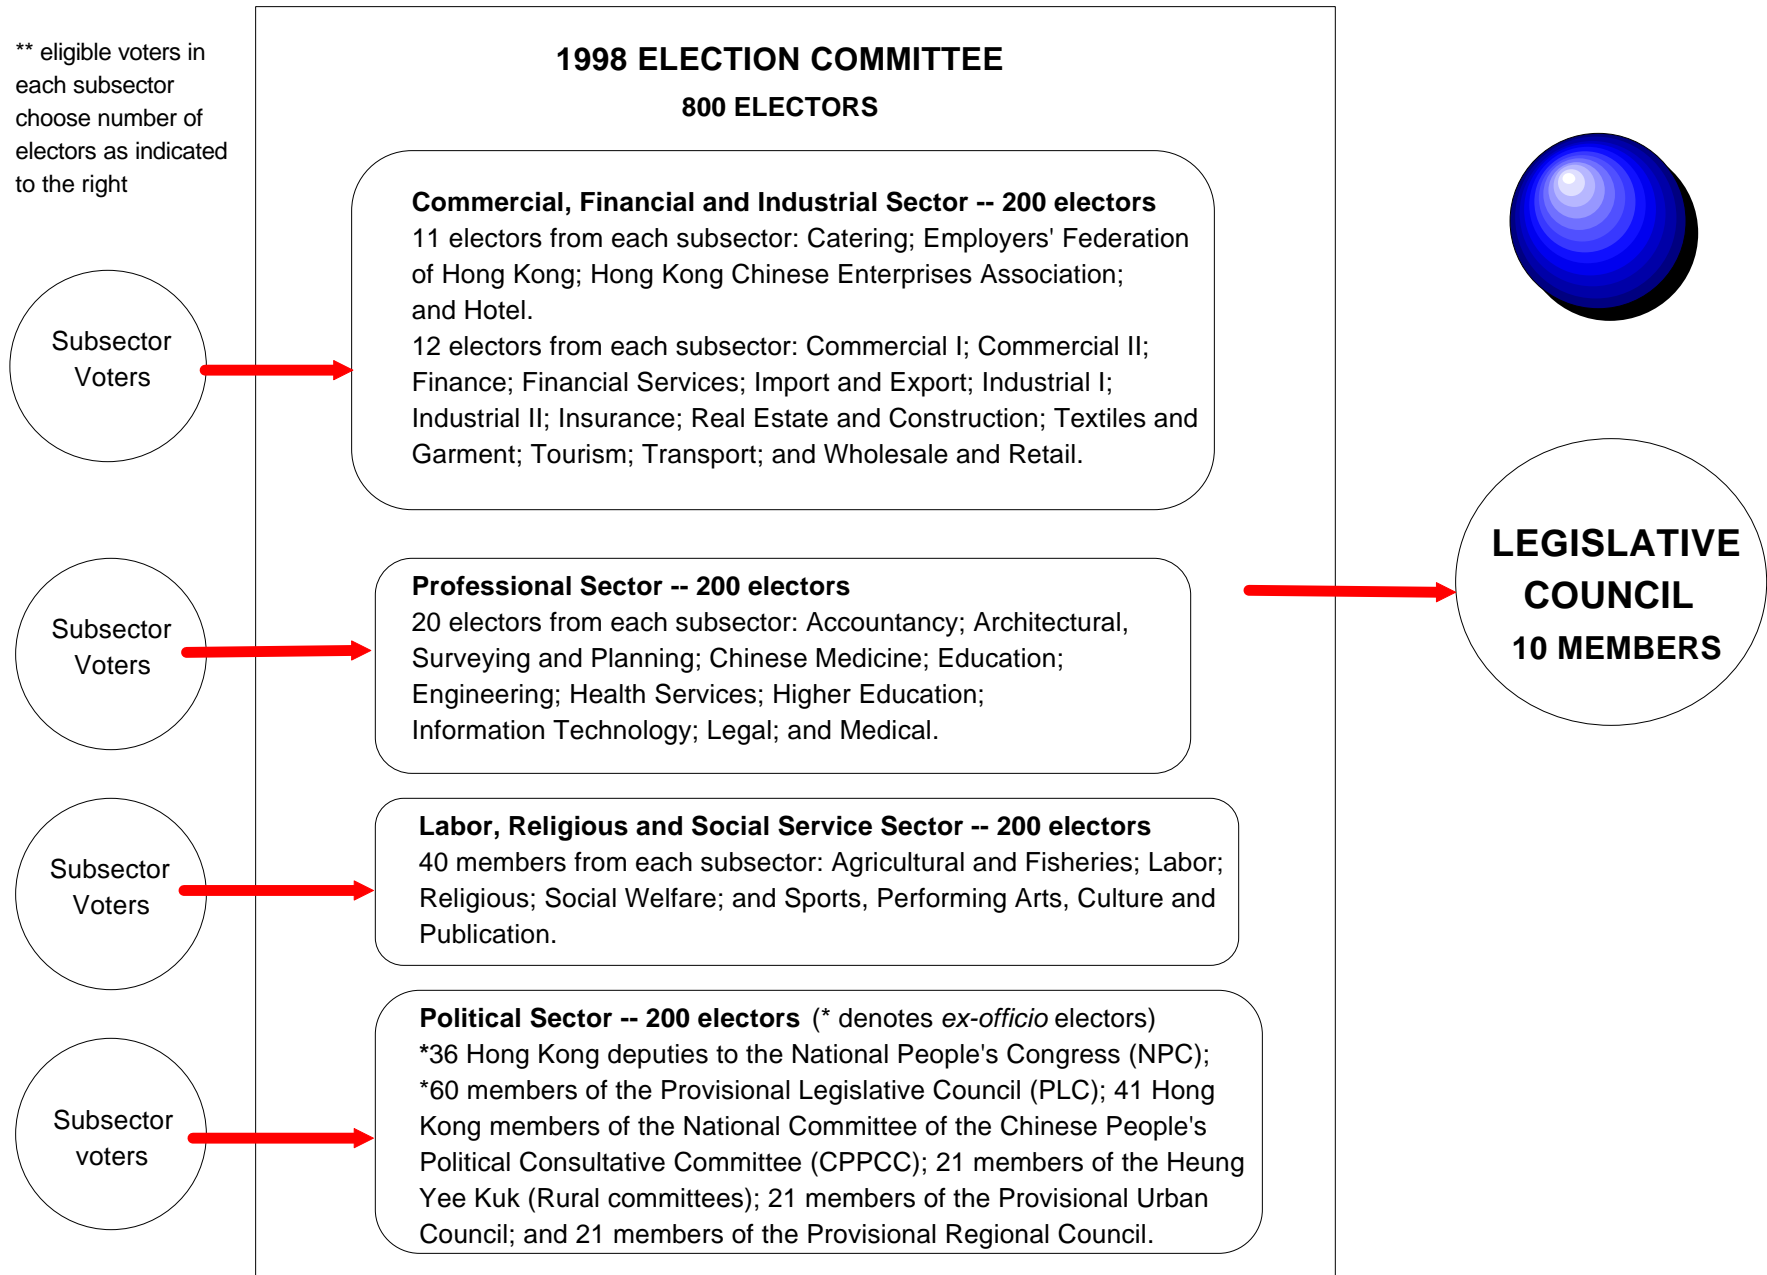 ** eligible voters in
each subsector
choose number of
electors as indicated
to the right
1998 ELECTION COMMITTEE
800 ELECTORS
Subsector
Voters
Commercial, Financial and Industrial Sector -- 200 electors
11 electors from each subsector: Catering; Employers' Federation
of Hong Kong; Hong Kong Chinese Enterprises Association;
and Hotel.
12 electors from each subsector: Commercial I; Commercial II;
Finance; Financial Services; Import and Export; Industrial I;
Industrial II; Insurance; Real Estate and Construction; Textiles and
Garment; Tourism; Transport; and Wholesale and Retail.
Subsector
Voters
Professional Sector -- 200 electors
20 electors from each subsector: Accountancy; Architectural,
Surveying and Planning; Chinese Medicine; Education;
Engineering; Health Services; Higher Education;
Information Technology; Legal; and Medical.
Subsector
Voters
Labor, Religious and Social Service Sector -- 200 electors
40 members from each subsector: Agricultural and Fisheries; Labor;
Religious; Social Welfare; and Sports, Performing Arts, Culture and
Publication.
Subsector
voters
Political Sector -- 200 electors (* denotes ex-officio electors)
*36 Hong Kong deputies to the National People's Congress (NPC);
*60 members of the Provisional Legislative Council (PLC); 41 Hong
Kong members of the National Committee of the Chinese People's
Political Consultative Committee (CPPCC); 21 members of the Heung
Yee Kuk (Rural committees); 21 members of the Provisional Urban
Council; and 21 members of the Provisional Regional Council.
LEGISLATIVE
COUNCIL
10 MEMBERS